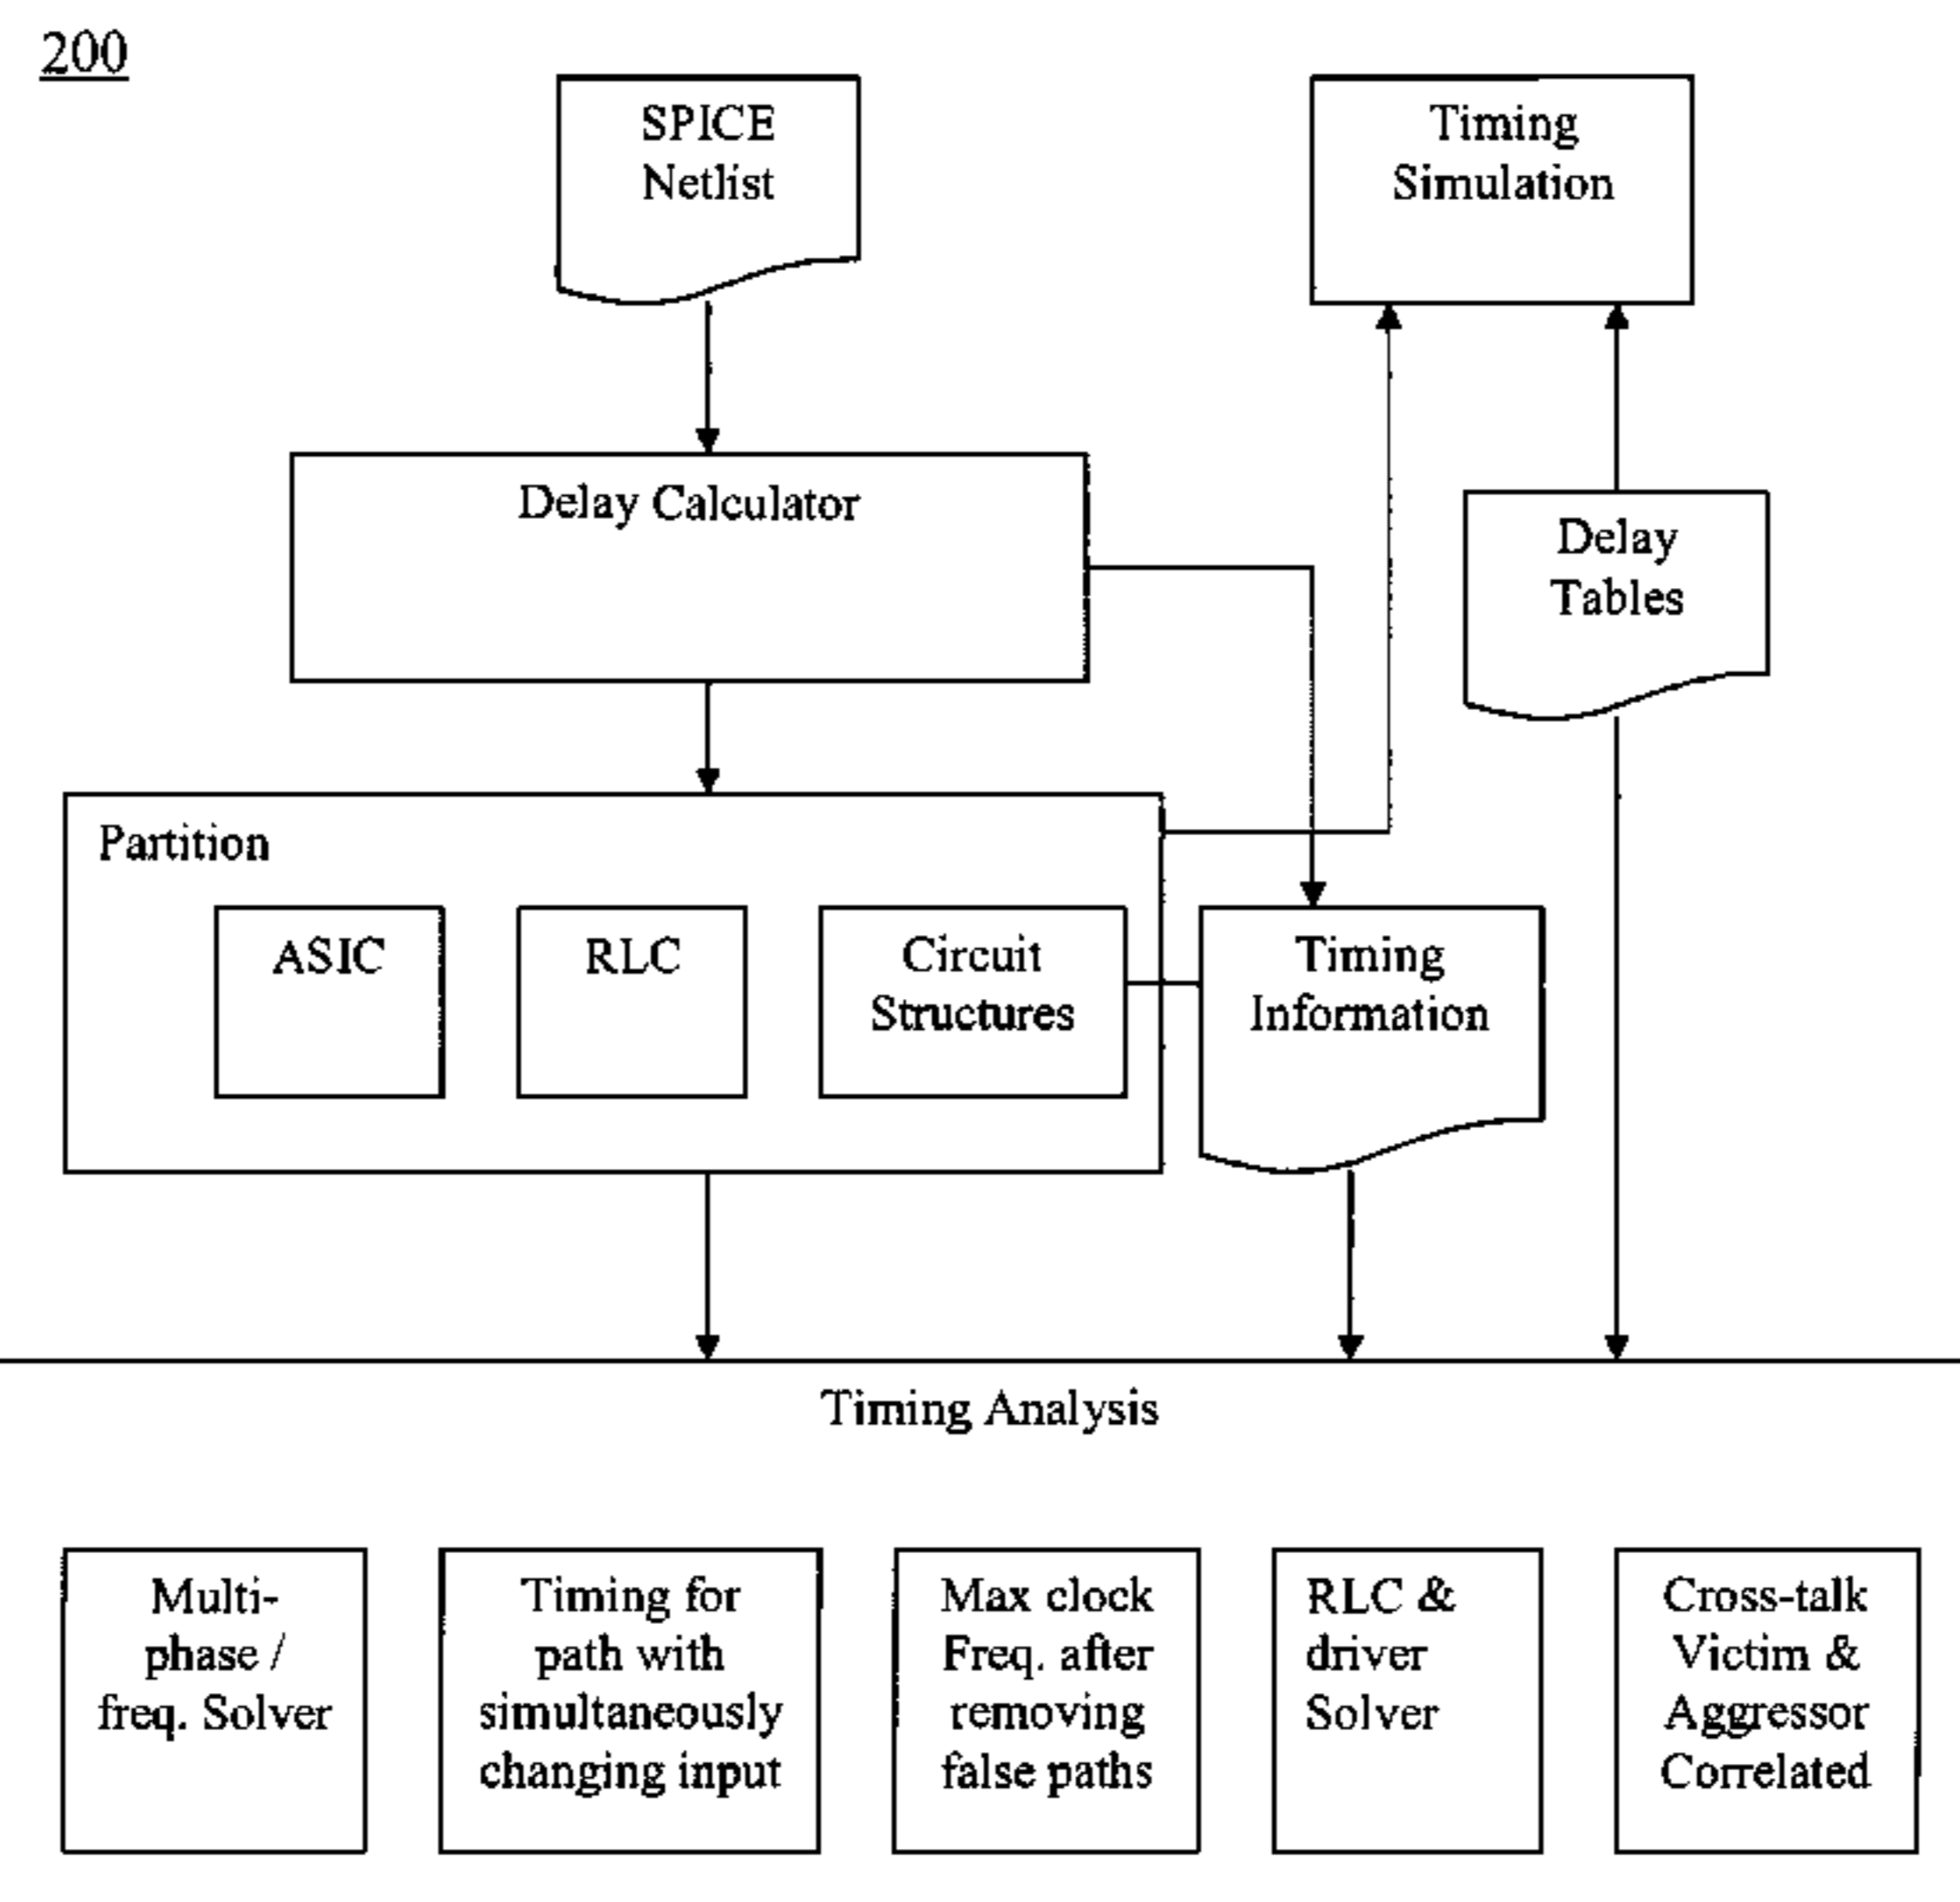 200
SPICE
Netlist
Timing
Simulation
Delay Calculator
Delay
Tables
Partition
ASIC
RLC
Circuit
Structures
Timing
Information
Timing Analysis
Multi-
phase /
freq. Solver
Timing for
path with
simultaneously
changing input
Max clock
Freq. after
removing
false paths
RLC &
driver
Solver
Cross-talk
Victim &
Aggressor
Correlated